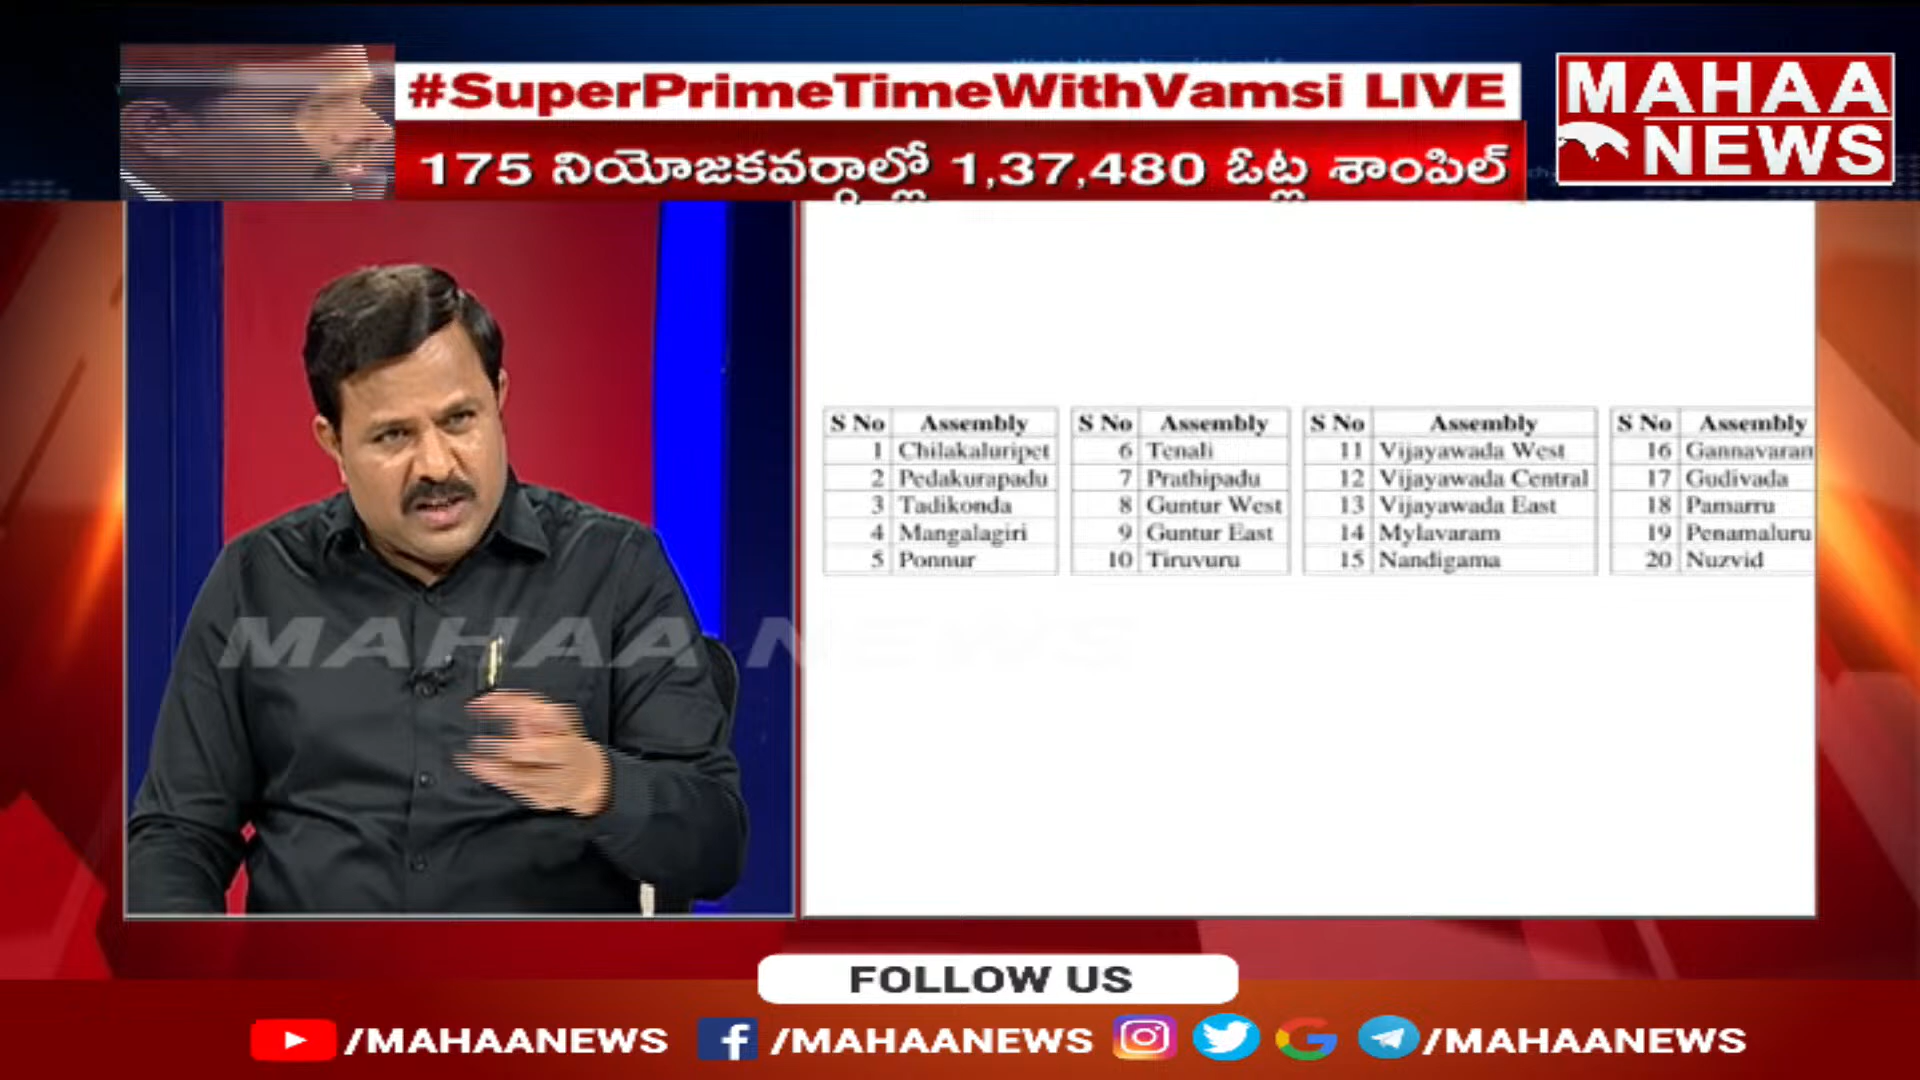 #SuperPrimeTimeWithVamsi LIVE
175 నియోజకవర్గాల్లో 1,37,480 ఓట్ల శాంపిల్
MAHAA
NEWS
S No Assembly S No Assembly S No Assembly S No Assembly
1 Chilakaluripet 6 Tenali 11 Vijayawada West 16 Gannavaran
2 Pedakurapadu 7 Prathipadu 12 Vijayawada Central 17 Gudivada
3 Tadikonda 8 Guntur West 13 Vijayawada East 18 Pamarru
4 Mangalagiri 9 Guntur East 14 Mylavaram 19 Penamaluru
5 Ponnur 10 Tiruvuru 15 Nandigama 20 Nuzvid
MAHAA NEWS
FOLLOW US
/MAHAANEWS /MAHAANEWS /MAHAANEWS